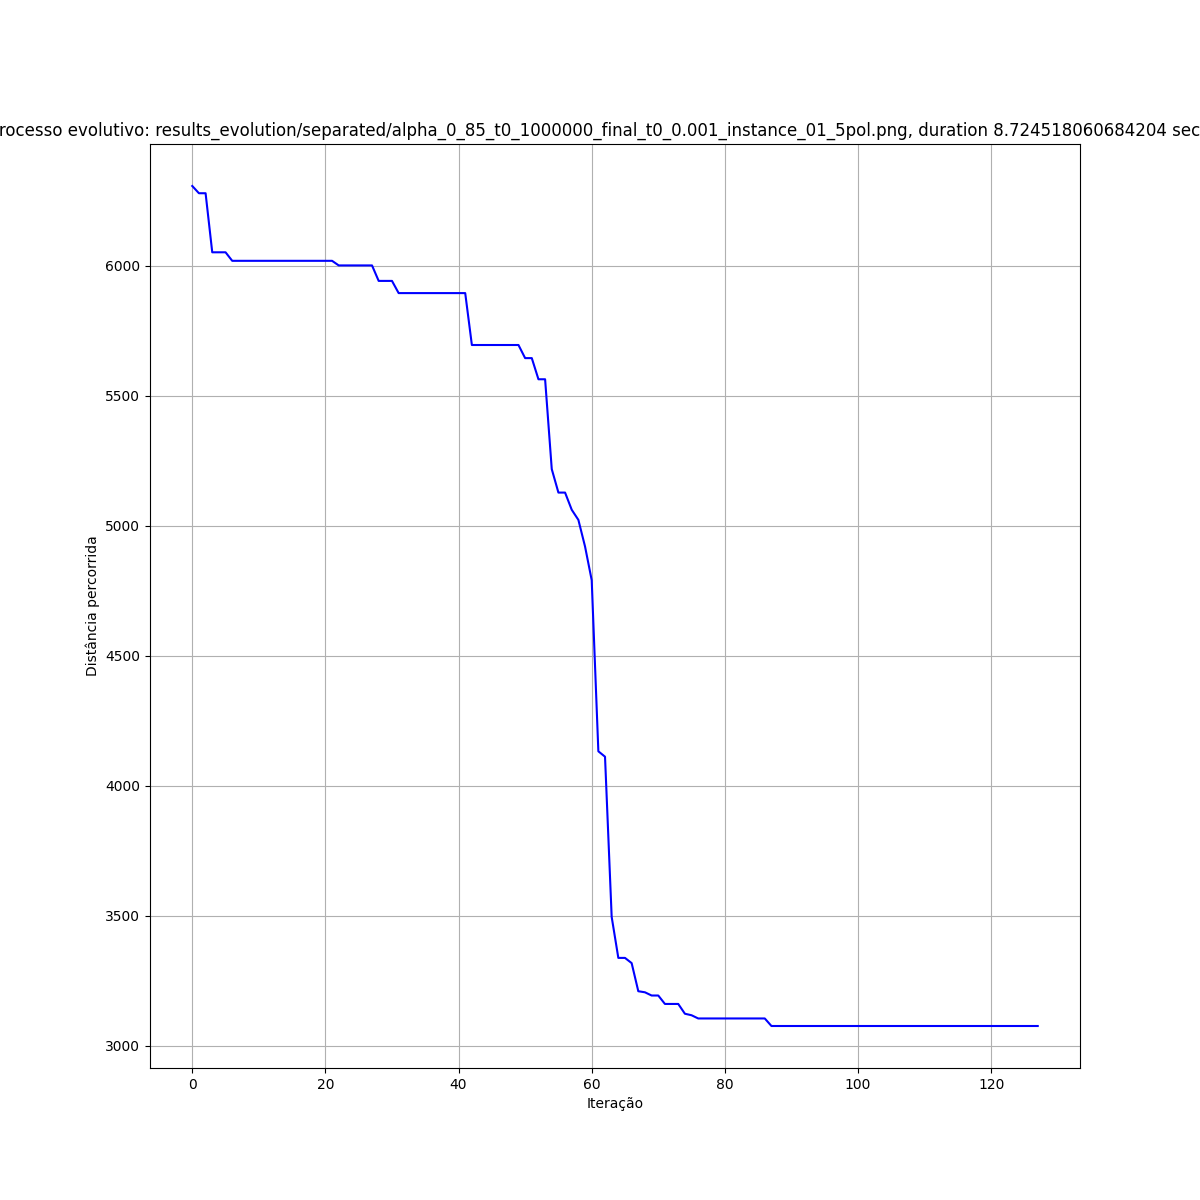 rocesso evolutivo: results_evolution/separated/alpha_0_85_t0_1000000_final_t0_0.001_instance_01_5pol.png, duration 8.724518060684204 sec
6000
5500
5000
4500
4000
3500
3000
Distância percorrida
0 20 40 60 80 100 120
Iteração